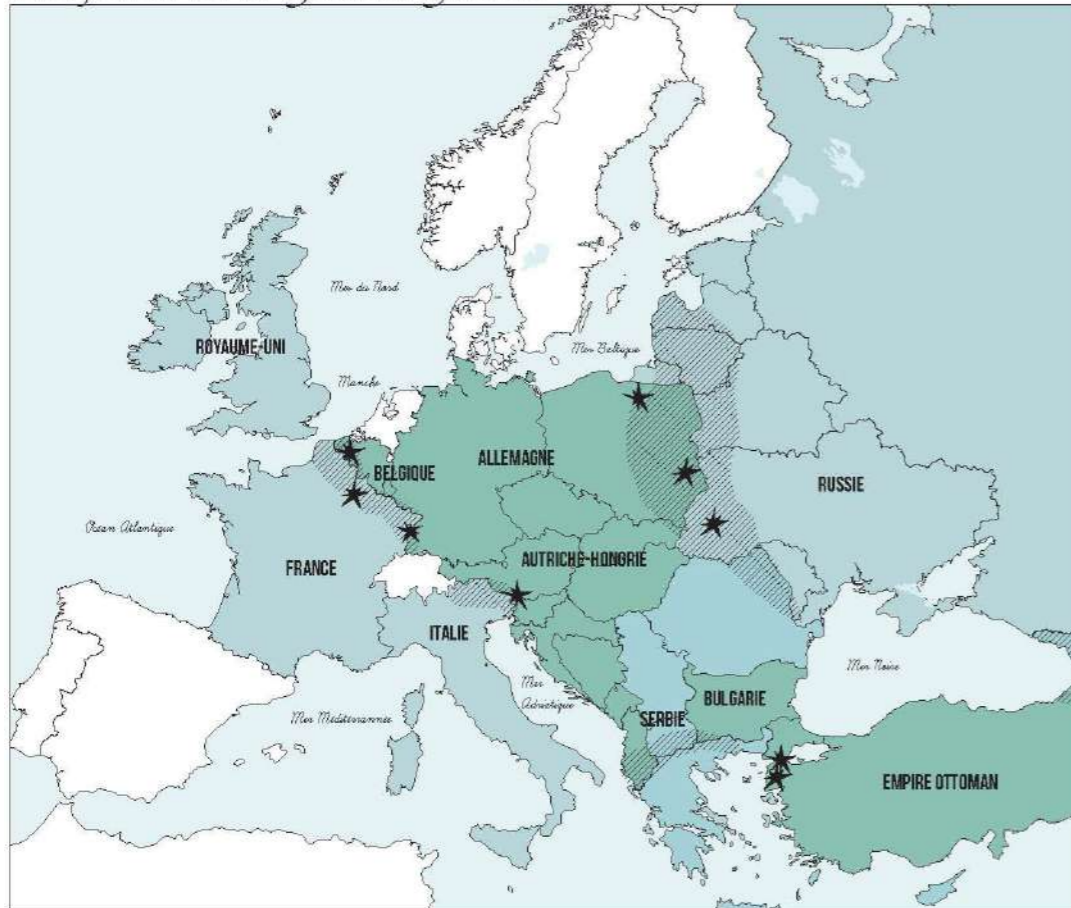 Mer du Nord
ROYAUME-UNI
Mer Baltique
Manche
BELGIQUE
ALLEMAGNE
RUSSIE
Océan Atlantique
FRANCE
AUTRICHE-HONGRIE
ITALIE
Mer Noire
Mer
Adriatique
BULGARIE
Mer Méditerrannée
SERBIE
EMPIRE OTTOMAN